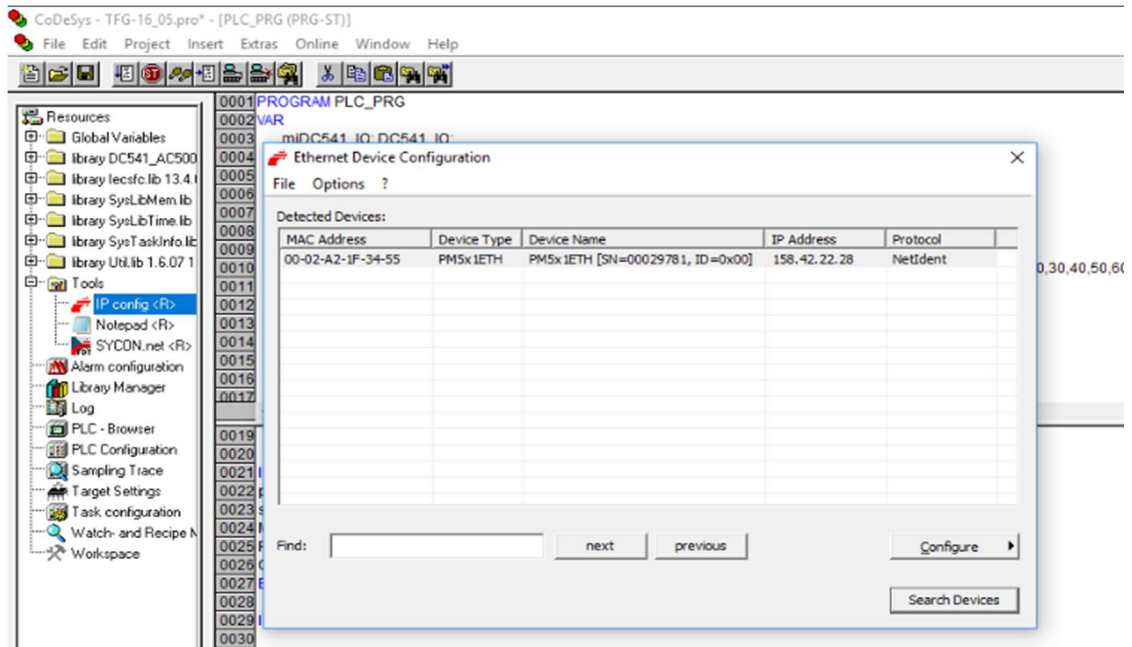 CoDeSys - TFG-16_05.pro* - [PLC_PRG (PRG-ST)]
File Edit Project Insert Extras Online Window Help
Resources
Global Variables
library DC541_AC500
library Iecsfc.lib 13.4.
library SysLibMem.lib
library SysLibTime.lib
library SysTaskInfo.lib
library Util.lib 1.6.07 1
Tools
IP config <R>
Notepad <R>
SYCON.net <R>
Alarm configuration
Library Manager
Log
PLC - Browser
PLC Configuration
Sampling Trace
Target Settings
Task configuration
Watch- and Recipe M
Workspace
0001 PROGRAM PLC_PRG
0002 VAR
0003 miDC541_IO: DC541_IO;
0004
0005
0006
0007
0008
0009
0010 0,30,40,50,60
0011
0012
0013
0014
0015
0016
0017
0019
0020
0021
0022
0023
0024
0025
0026
0027
0028
0029
0030
Ethernet Device Configuration
File Options ?
Detected Devices:
MAC Address Device Type Device Name IP Address Protocol
00-02-A2-1F-34-55 PM5x1ETH PM5x1ETH [SN=00029781, ID=0x00] 158.42.22.28 NetIdent
Find: next previous Configure
Search Devices